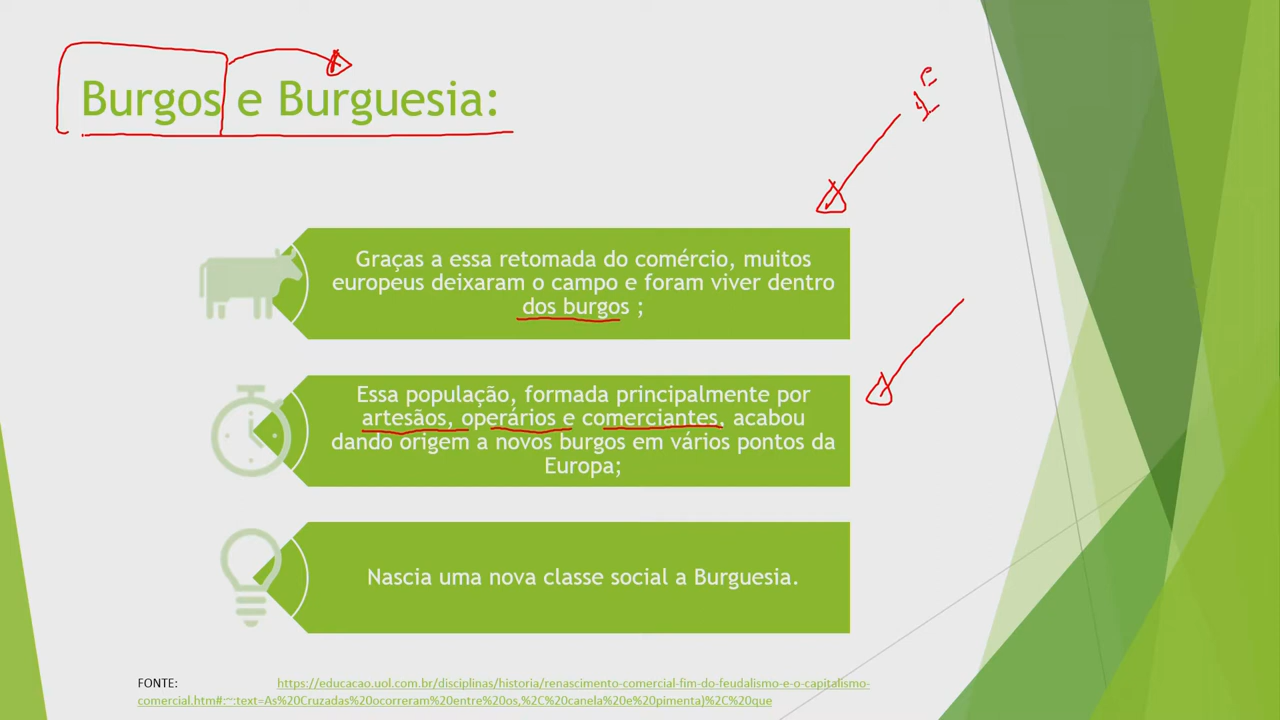 Burgos e Burguesia:
Graças a essa retomada do comércio, muitos
europeus deixaram o campo e foram viver dentro
dos burgos ;
Essa população, formada principalmente por
artesãos, operários e comerciantes, acabou
dando origem a novos burgos em vários pontos da
Europa;
Nascia uma nova classe social a Burguesia.
FONTE: https://educacao.uol.com.br/disciplinas/historia/renascimento-comercial-fim-do-feudalismo-e-o-capitalismo-
comercial.htm#:~:text=As%20Cruzadas%20ocorreram%20entre%20os,%2C%20canela%20e%20pimenta)%2C%20que